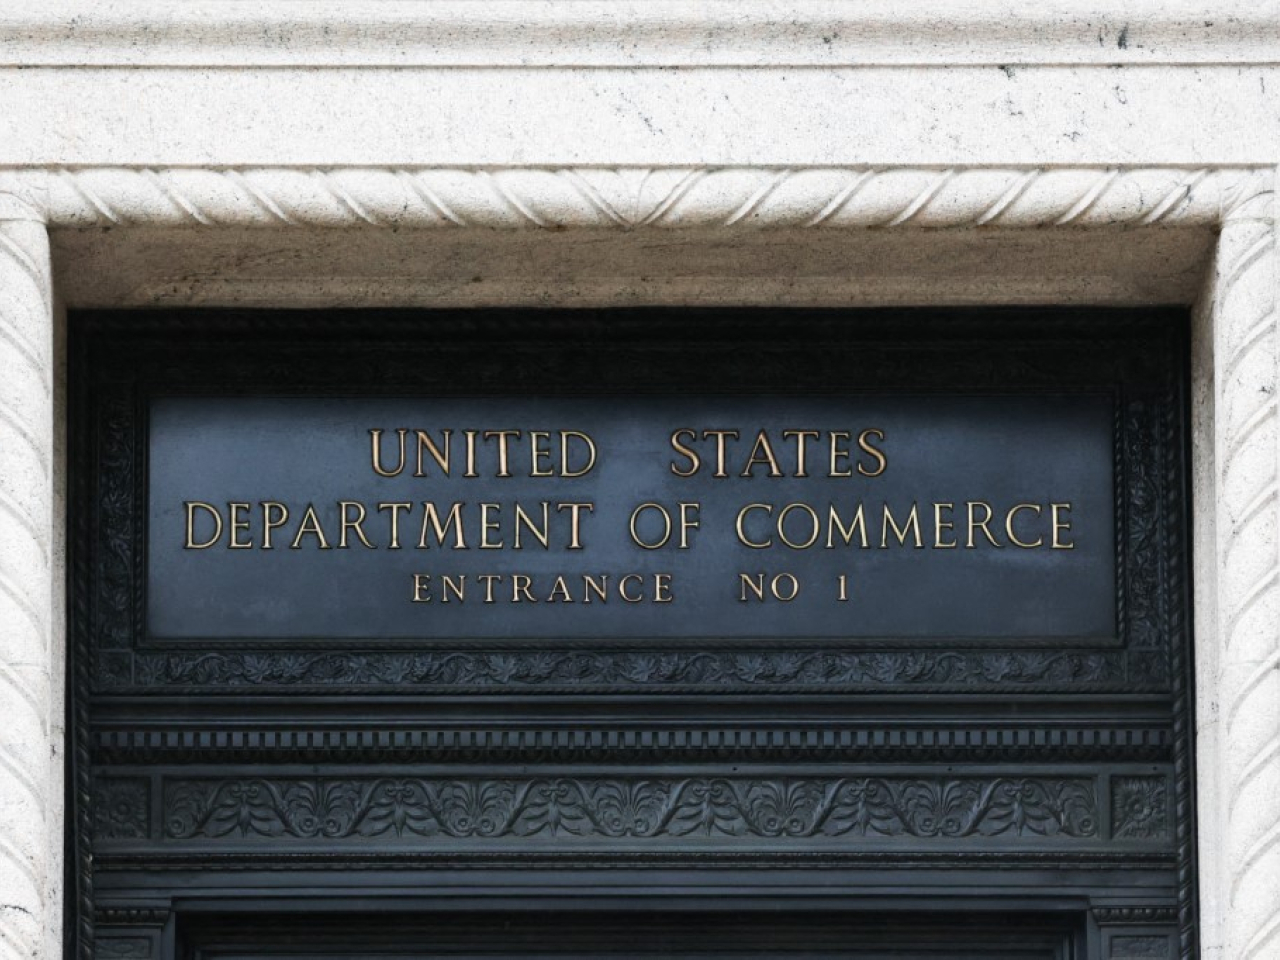 UNITED STATES
DEPARTMENT OF COMMERCE
ENTRANCE NO 1